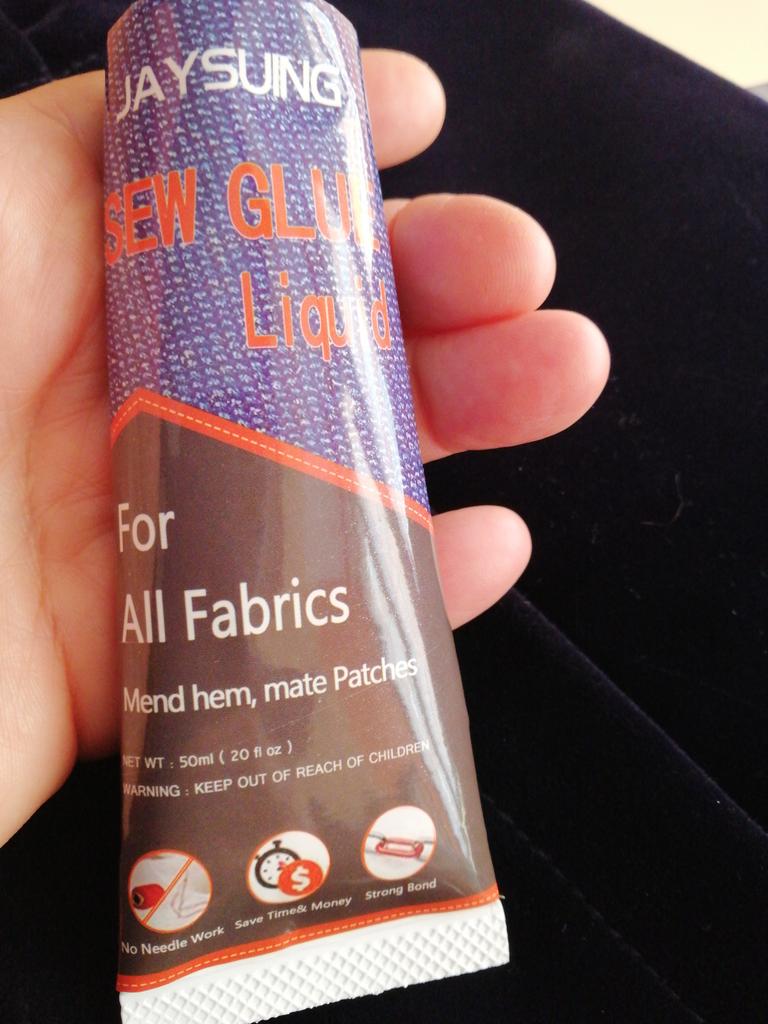 JAYSUING
SEW GLUE
Liquid
For
All Fabrics
Mend hem, mate Patches
NET WT : 50ml ( 20 fl oz )
WARNING : KEEP OUT OF REACH OF CHILDREN
No Needle Work Save Time& Money Strong Bond